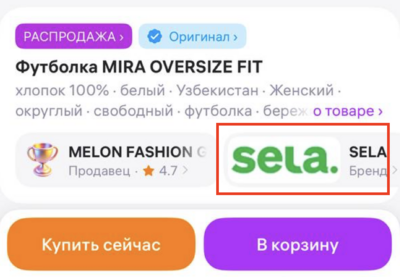 РАСПРОДАЖА › Оригинал ›
Футболка MIRA OVERSIZE FIT
хлопок 100% · белый · Узбекистан · Женский ·
округлый · свободный · футболка · береж о товаре ›
MELON FASHION G sela. SELA
Продавец · ★ 4.7 › Бренд ›
Купить сейчас В корзину